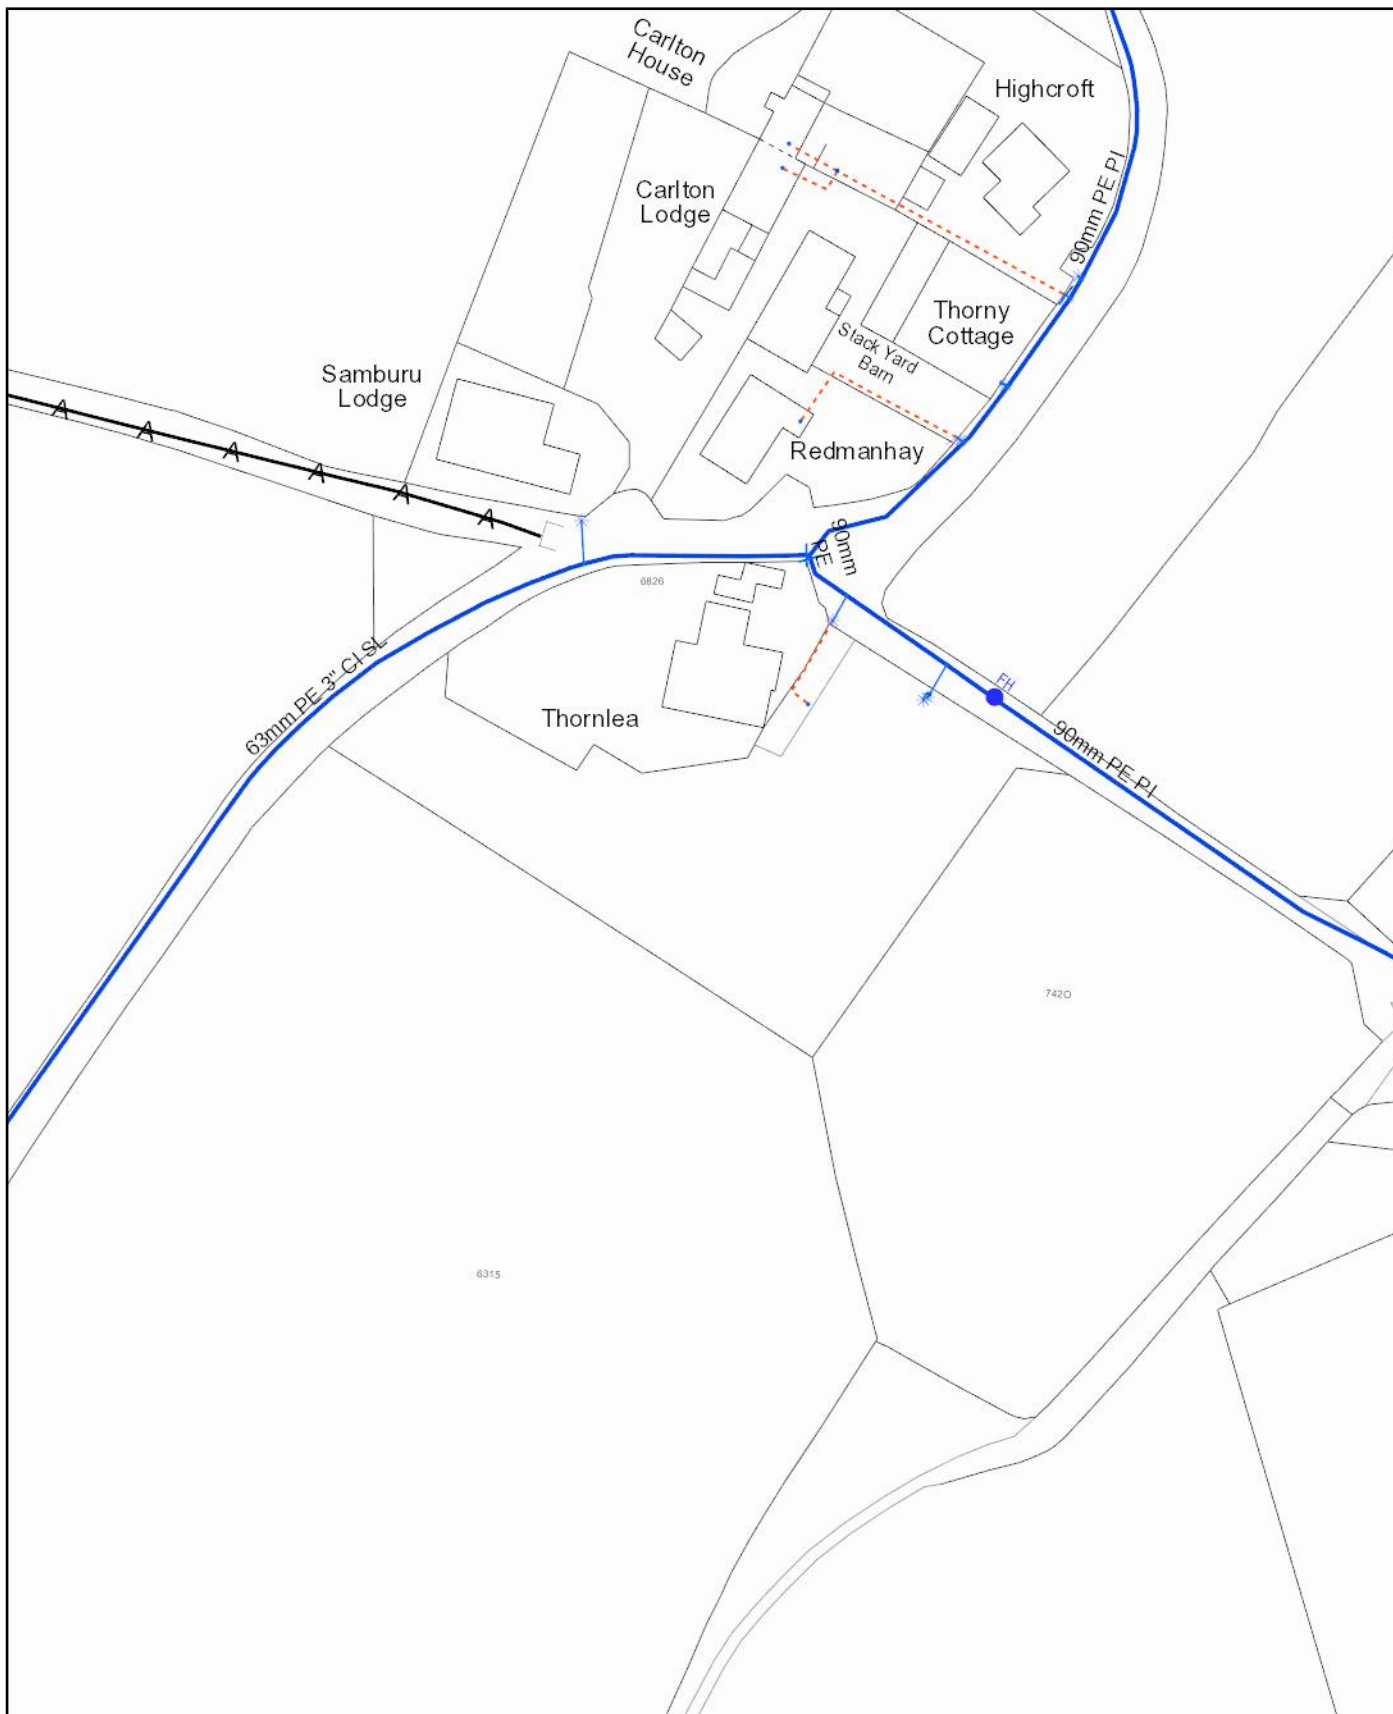 Carlton
House
Highcroft
90mm PE PI
Carlton
Lodge
Thorny
Cottage
Stack Yard
Barn
Samburu
Lodge
A
A
A
A
A
A
Redmanhay
90mm
PE
6826
63mm PE 3" CI SL
FH
Thornlea
90mm PE PI
7420
6315